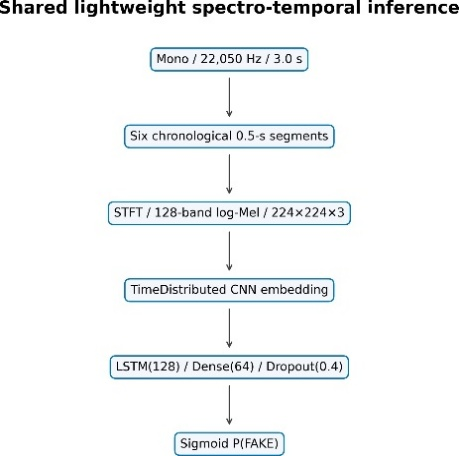 Shared lightweight spectro-temporal inference
Mono / 22,050 Hz / 3.0 s
Six chronological 0.5-s segments
STFT / 128-band log-Mel / 224×224×3
TimeDistributed CNN embedding
LSTM(128) / Dense(64) / Dropout(0.4)
Sigmoid P(FAKE)